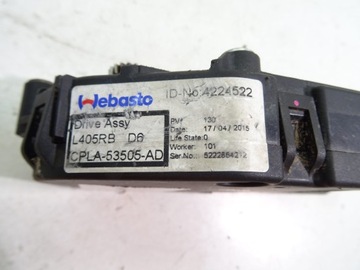 Webasto
ID-No:4224522
Drive Assy
L405RB D6
CPLA-53505-AD
PV# 130
Date: 17/04/2015
Life State:0
Worker: 101
Ser.No.: